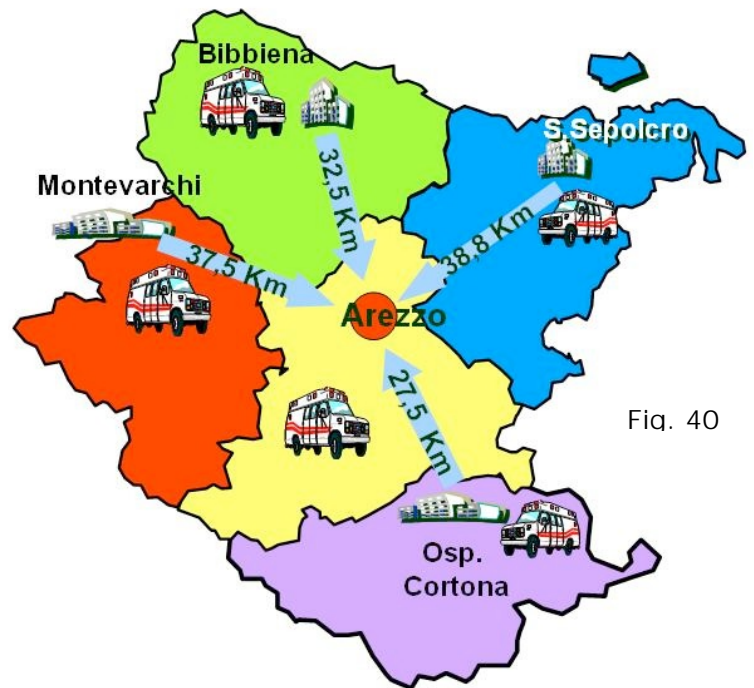 Bibbiena
S.Sepolcro
Montevarchi
32,5 Km
38,8 Km
37,5 Km
Arezzo
27,5 Km
Fig. 40
Osp.
Cortona